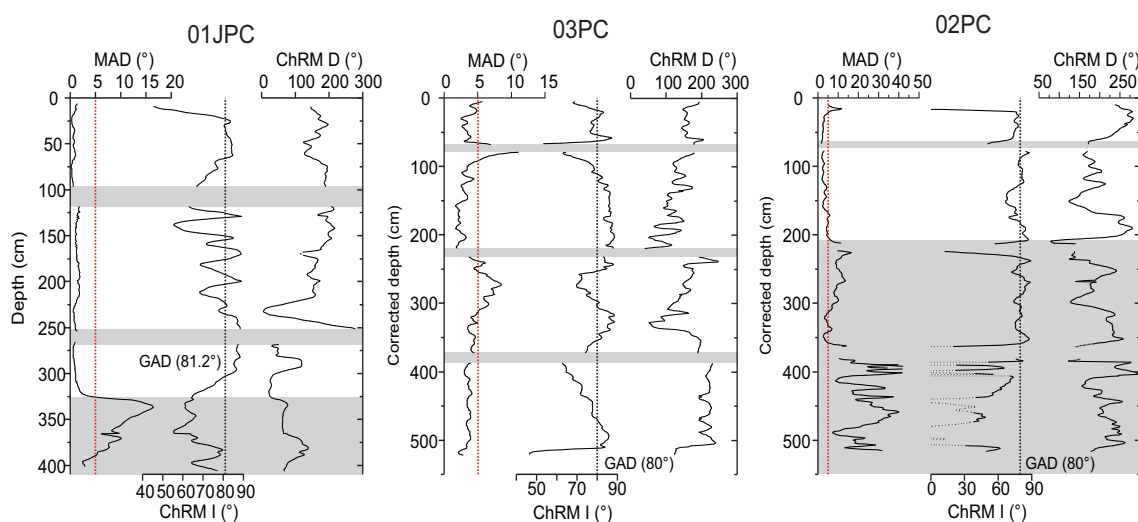 01JPC
MAD (°) ChRM D (°)
0 5 10 15 20 0 100 200 300
0
50
100
150
200
250
300
350
400
Depth (cm)
GAD (81.2°)
40 50 60 70 80 90
ChRM I (°)
03PC
MAD (°) ChRM D (°)
0 5 10 15 0 100 200 300
0
100
200
300
400
500
Corrected depth (cm)
GAD (80°)
50 70 90
ChRM I (°)
02PC
MAD (°) ChRM D (°)
0 10 20 30 40 50 50 150 250
0
100
200
300
400
500
Corrected depth (cm)
GAD (80°)
0 30 60 90
ChRM I (°)